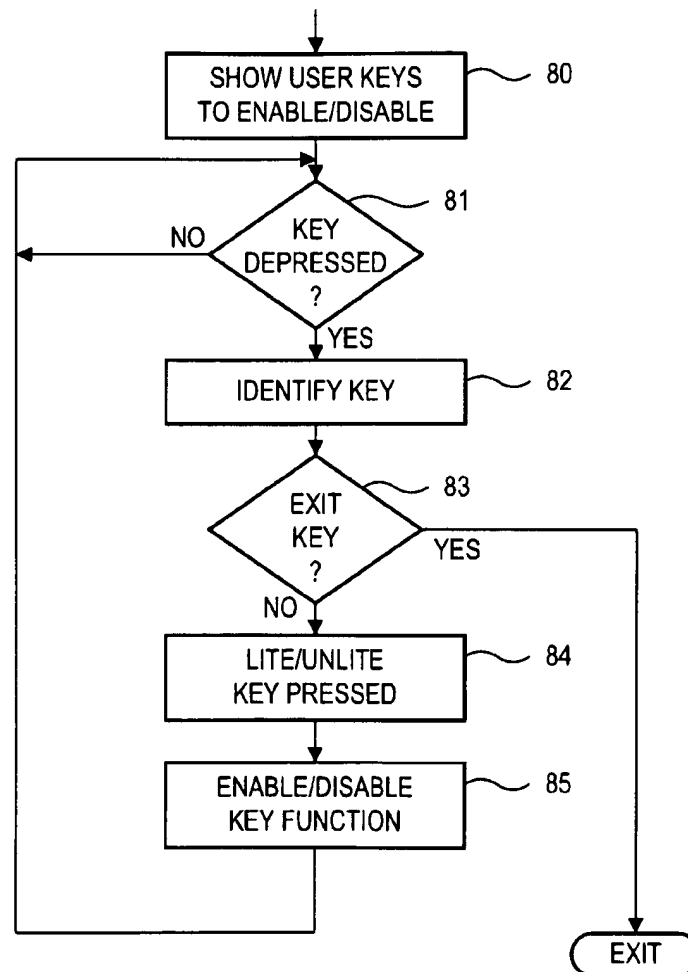 SHOW USER KEYS
TO ENABLE/DISABLE
80
81
KEY
DEPRESSED
?
NO
YES
IDENTIFY KEY
82
83
EXIT
KEY
?
YES
NO
LITE/UNLITE
KEY PRESSED
84
ENABLE/DISABLE
KEY FUNCTION
85
EXIT